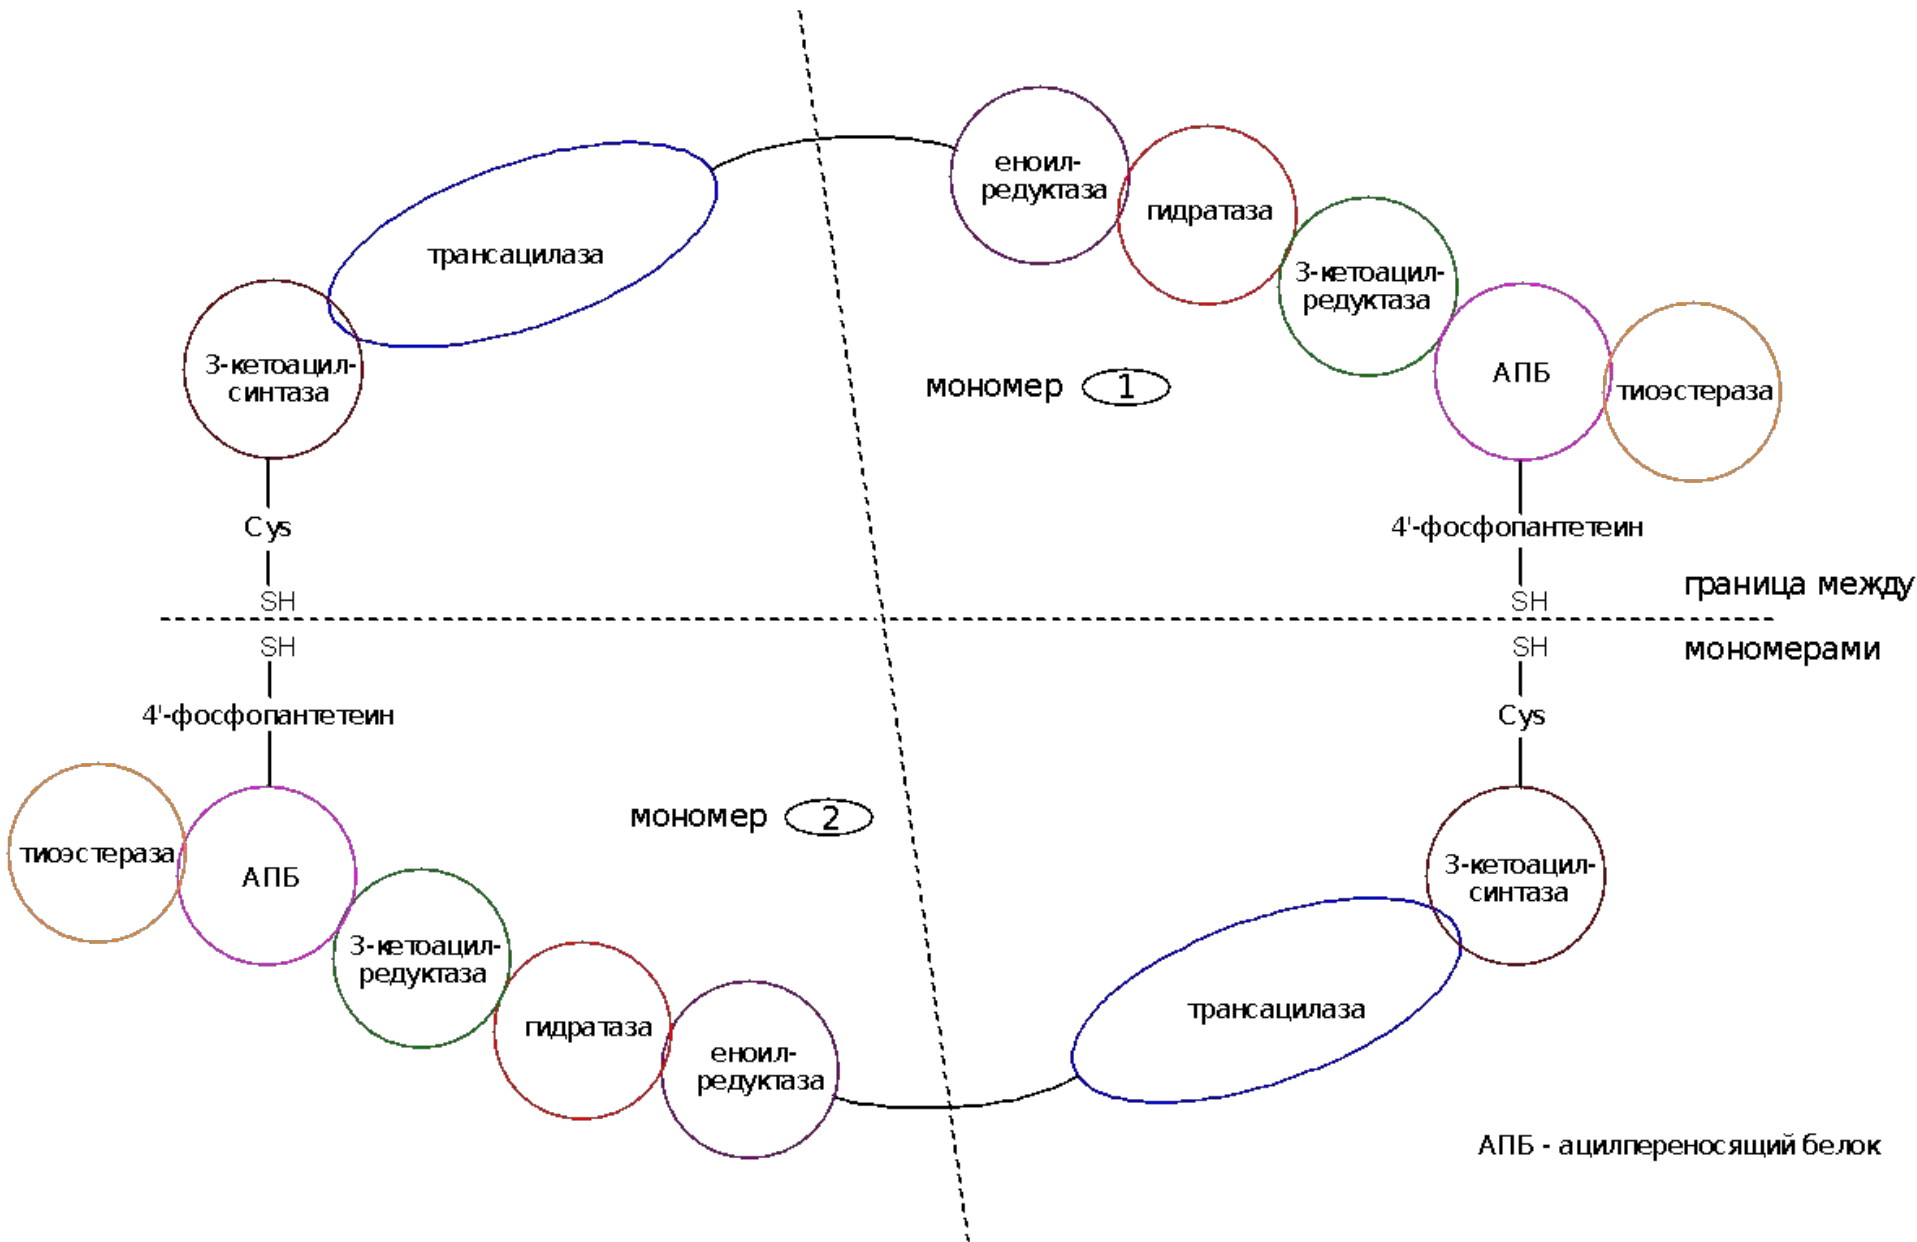 еноил-
редуктаза
гидратаза
трансацилаза
3-кетоацил-
редуктаза
3-кетоацил-
синтаза
мономер 1
АПБ
тиоэстераза
Cys
4'-фосфопантетеин
SH
SH
граница между
SH
SH
мономерами
4'-фосфопантетеин
Cys
мономер 2
тиоэстераза
АПБ
3-кетоацил-
синтаза
3-кетоацил-
редуктаза
трансацилаза
гидратаза
еноил-
редуктаза
АПБ - ацилпереносящий белок